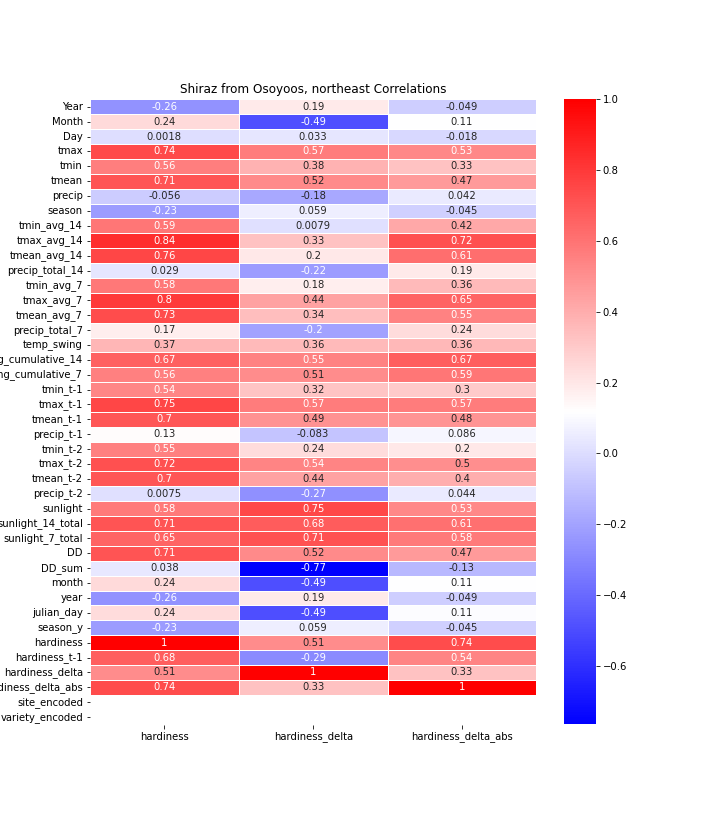 Shiraz from Osoyoos, northeast Correlations
Year -0.26 0.19 -0.049
Month 0.24 -0.49 0.11
Day 0.0018 0.033 -0.018
tmax 0.74 0.57 0.53
tmin 0.56 0.38 0.33
tmean 0.71 0.52 0.47
precip -0.056 -0.18 0.042
season -0.23 0.059 -0.045
tmin_avg_14 0.59 0.0079 0.42
tmax_avg_14 0.84 0.33 0.72
tmean_avg_14 0.76 0.2 0.61
precip_total_14 0.029 -0.22 0.19
tmin_avg_7 0.58 0.18 0.36
tmax_avg_7 0.8 0.44 0.65
tmean_avg_7 0.73 0.34 0.55
precip_total_7 0.17 -0.2 0.24
temp_swing 0.37 0.36 0.36
g_cumulative_14 0.67 0.55 0.67
ng_cumulative_7 0.56 0.51 0.59
tmin_t-1 0.54 0.32 0.3
tmax_t-1 0.75 0.57 0.57
tmean_t-1 0.7 0.49 0.48
precip_t-1 0.13 -0.083 0.086
tmin_t-2 0.55 0.24 0.2
tmax_t-2 0.72 0.54 0.5
tmean_t-2 0.7 0.44 0.4
precip_t-2 0.0075 -0.27 0.044
sunlight 0.58 0.75 0.53
sunlight_14_total 0.71 0.68 0.61
sunlight_7_total 0.65 0.71 0.58
DD 0.71 0.52 0.47
DD_sum 0.038 -0.77 -0.13
month 0.24 -0.49 0.11
year -0.26 0.19 -0.049
julian_day 0.24 -0.49 0.11
season_y -0.23 0.059 -0.045
hardiness 1 0.51 0.74
hardiness_t-1 0.68 -0.29 0.54
hardiness_delta 0.51 1 0.33
diness_delta_abs 0.74 0.33 1
site_encoded
variety_encoded
hardiness hardiness_delta hardiness_delta_abs
1.0
0.8
0.6
0.4
0.2
0.0
−0.2
−0.4
−0.6